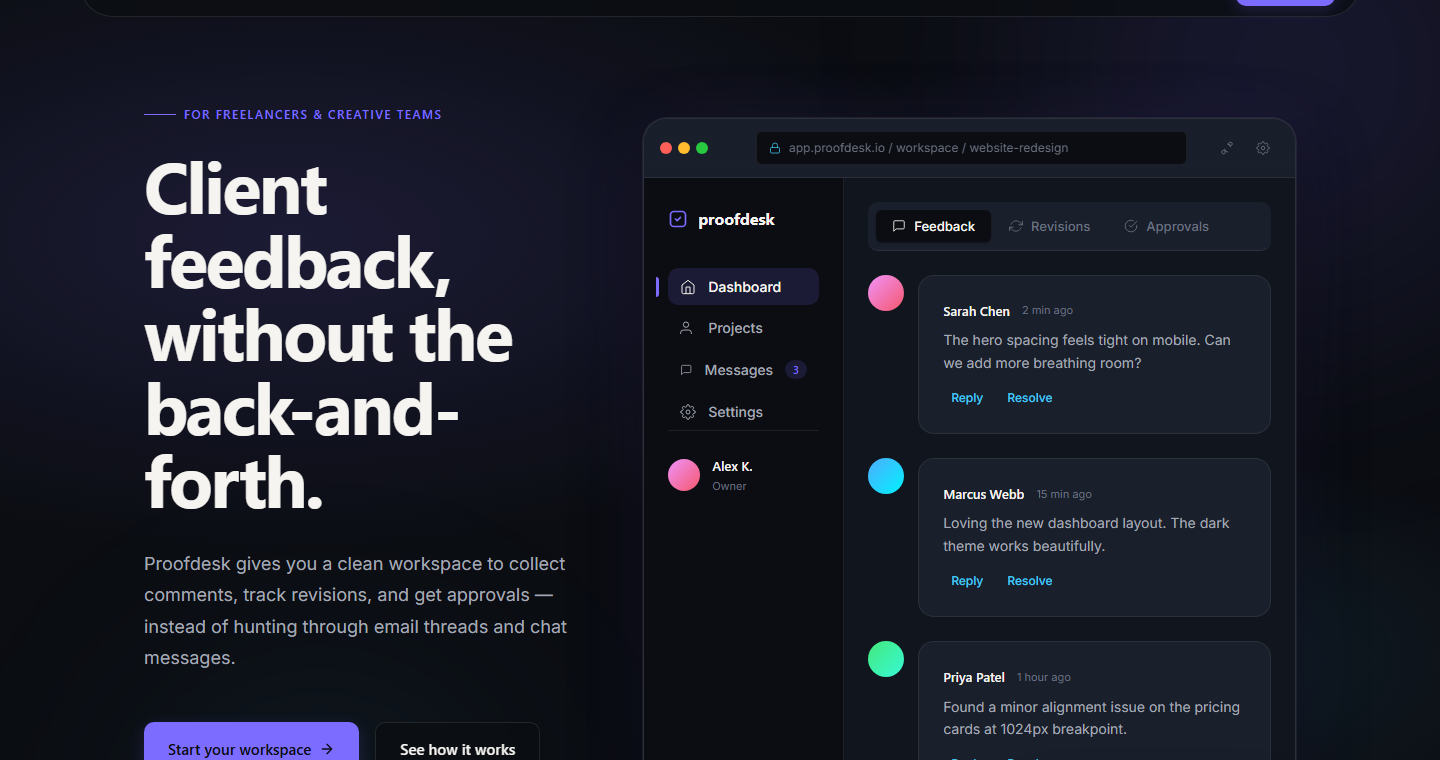 FOR FREELANCERS & CREATIVE TEAMS
Client
feedback,
without the
back-and-
forth.
Proofdesk gives you a clean workspace to collect
comments, track revisions, and get approvals —
instead of hunting through email threads and chat
messages.
Start your workspace →
See how it works
app.proofdesk.io / workspace / website-redesign
proofdesk
Dashboard
Projects
Messages 3
Settings
Alex K.
Owner
Feedback Revisions Approvals
Sarah Chen 2 min ago
The hero spacing feels tight on mobile. Can
we add more breathing room?
Reply Resolve
Marcus Webb 15 min ago
Loving the new dashboard layout. The dark
theme works beautifully.
Reply Resolve
Priya Patel 1 hour ago
Found a minor alignment issue on the pricing
cards at 1024px breakpoint.